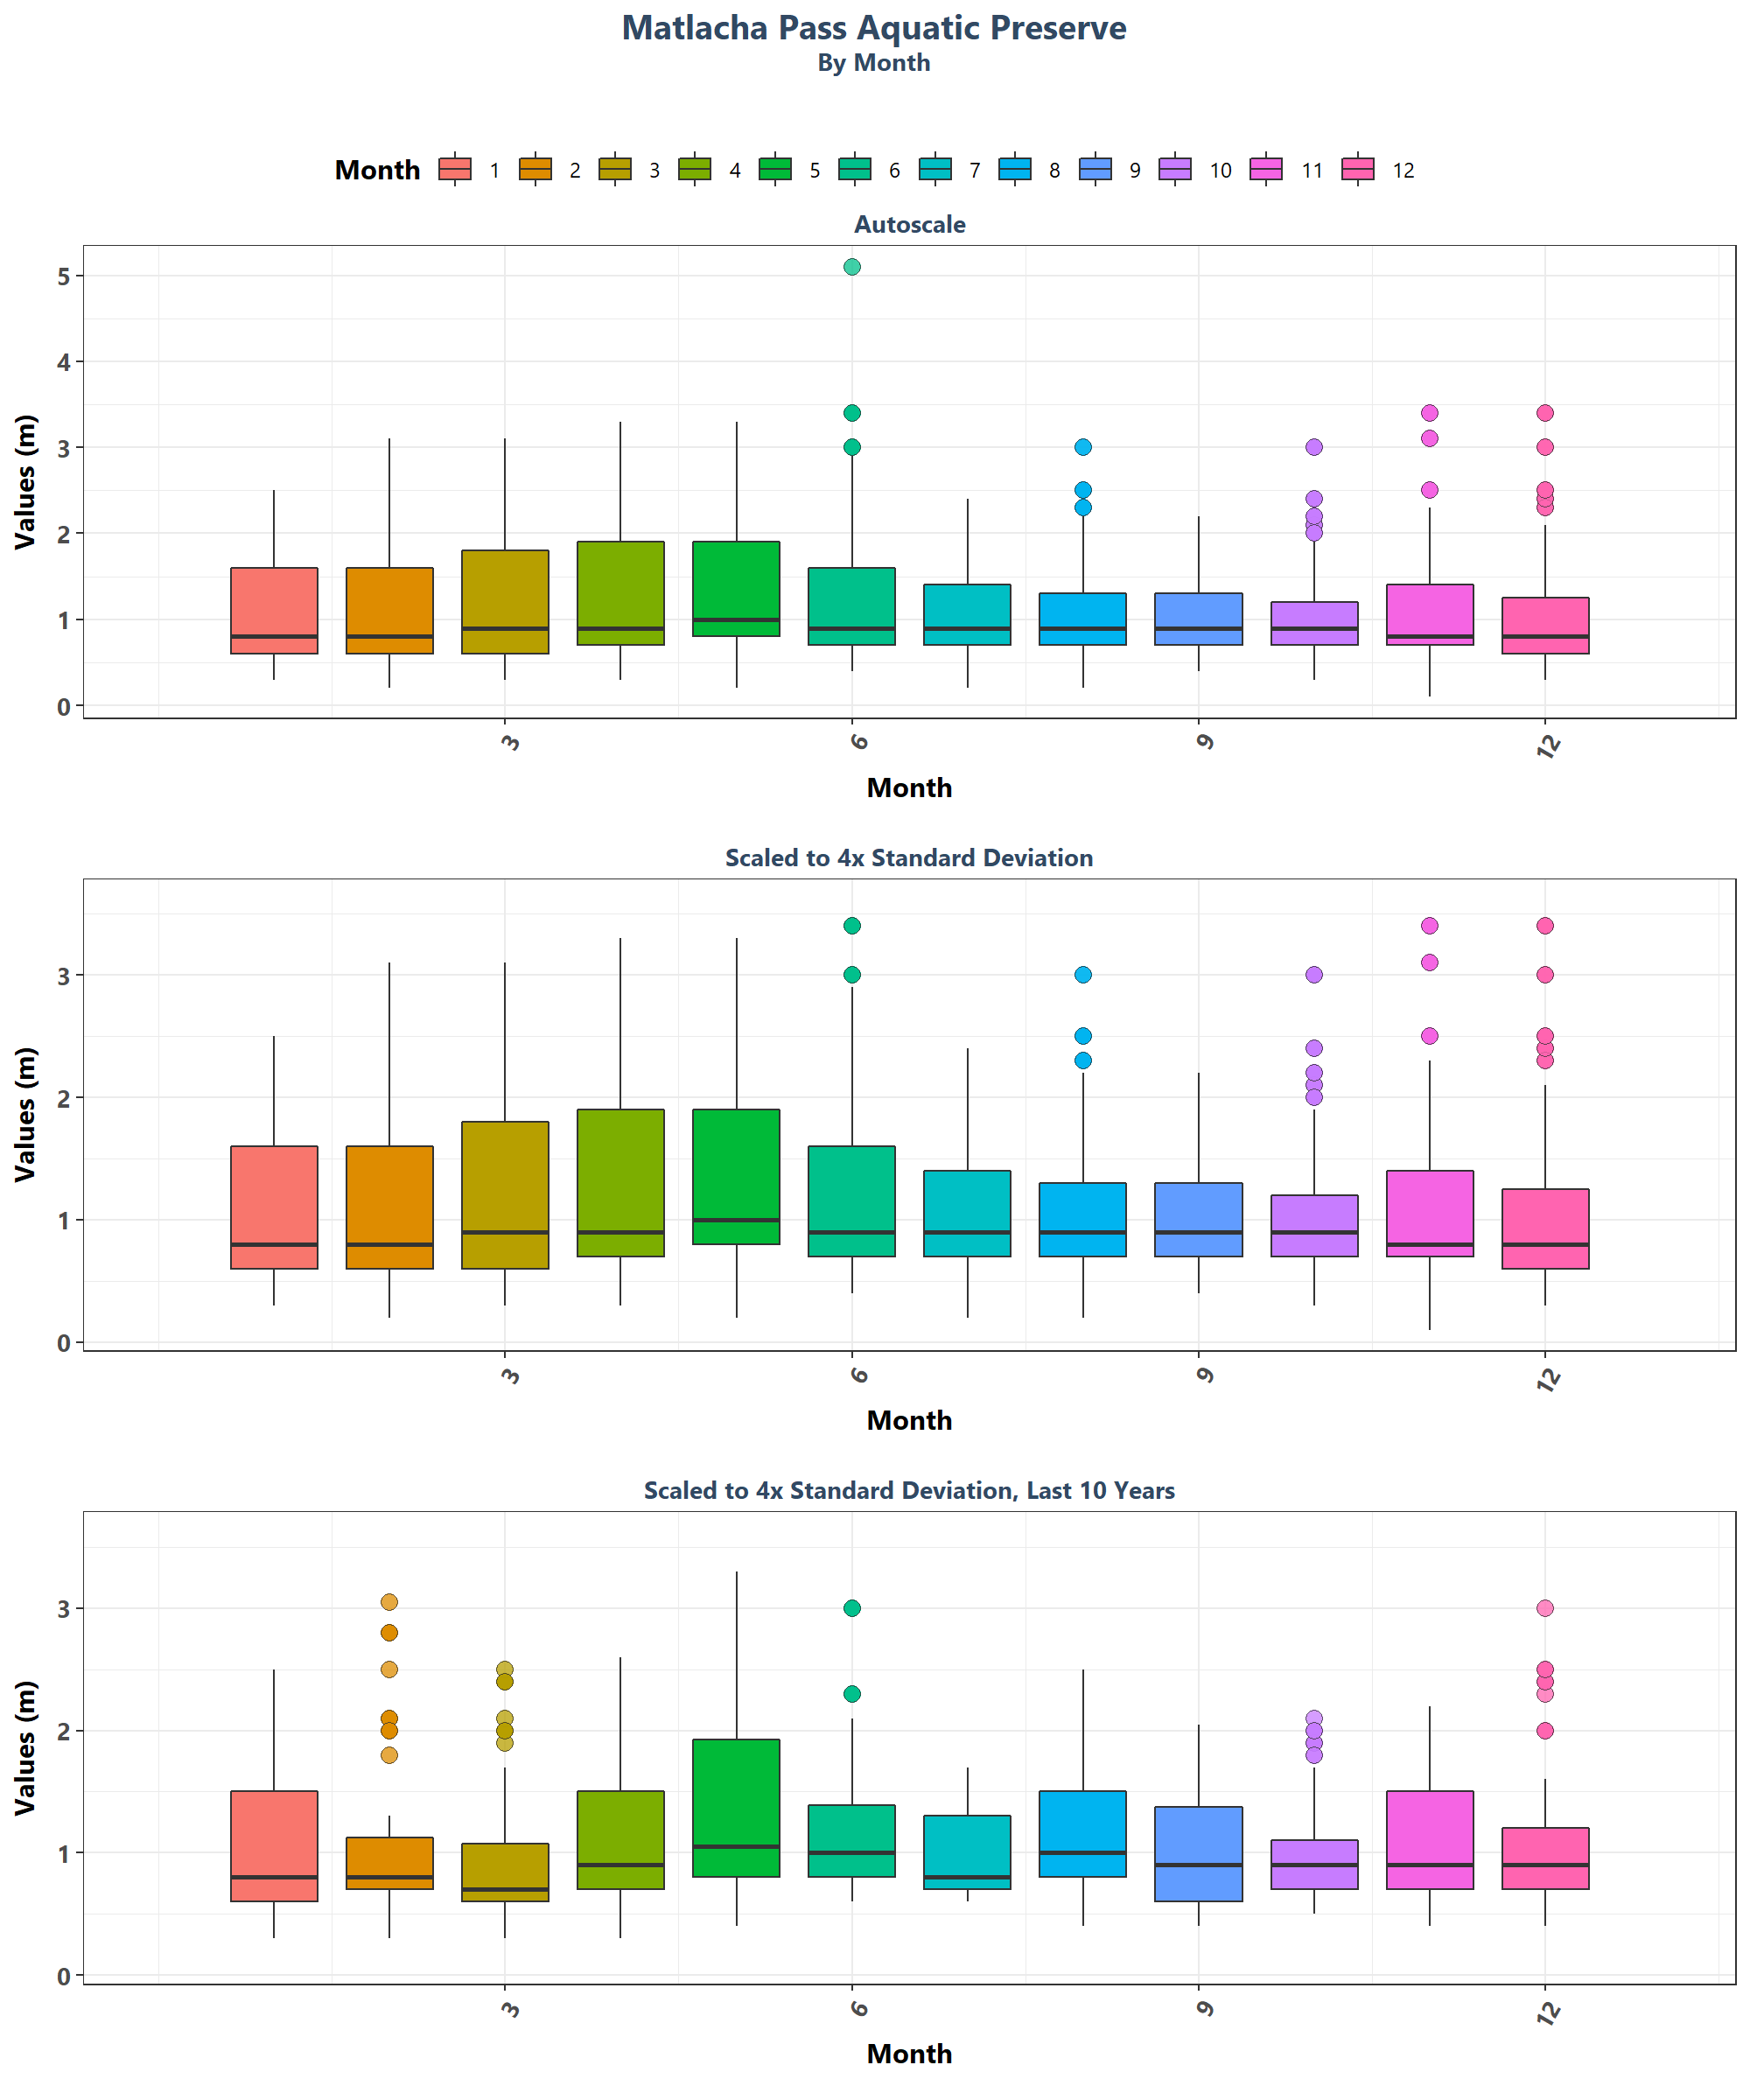 Matlacha Pass Aquatic Preserve
By Month
Month 1 2 3 4 5 6 7 8 9 10 11 12
Autoscale
Values (m)
5
4
3
2
1
0
3 6 9 12
Month
Scaled to 4x Standard Deviation
Values (m)
3
2
1
0
3 6 9 12
Month
Scaled to 4x Standard Deviation, Last 10 Years
Values (m)
3
2
1
0
3 6 9 12
Month